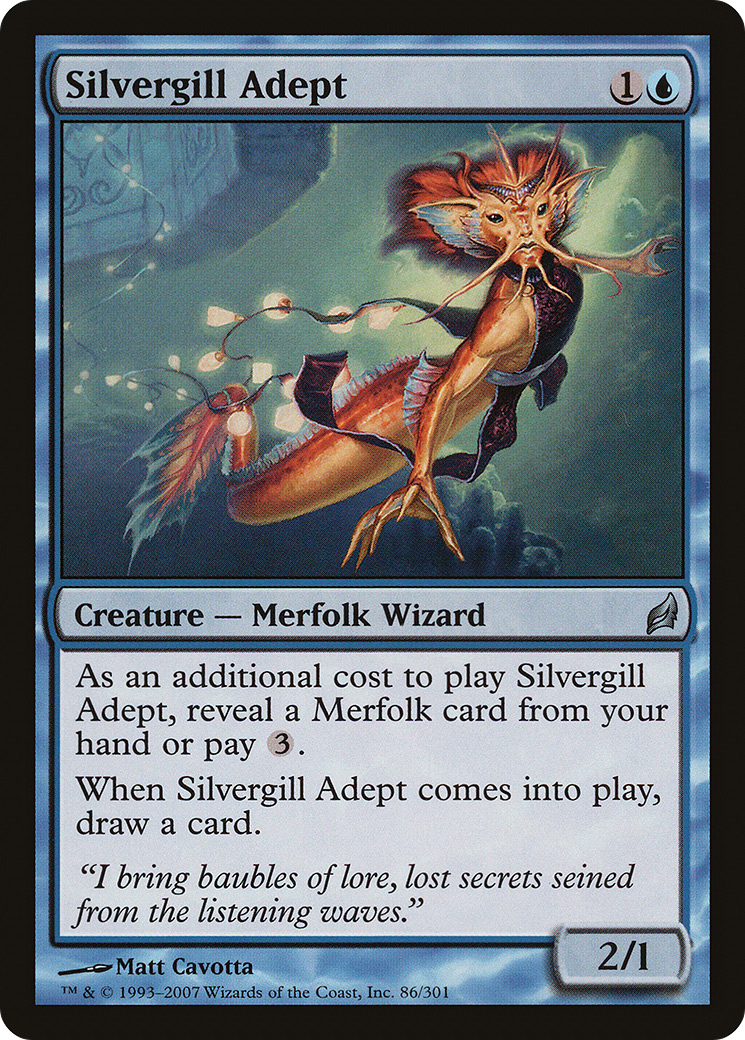 Silvergill Adept 1
Creature — Merfolk Wizard
As an additional cost to play Silvergill
Adept, reveal a Merfolk card from your
hand or pay 3.
When Silvergill Adept comes into play,
draw a card.
“I bring baubles of lore, lost secrets seined
from the listening waves.”
2/1
Matt Cavotta
™ & © 1993–2007 Wizards of the Coast, Inc. 86/301